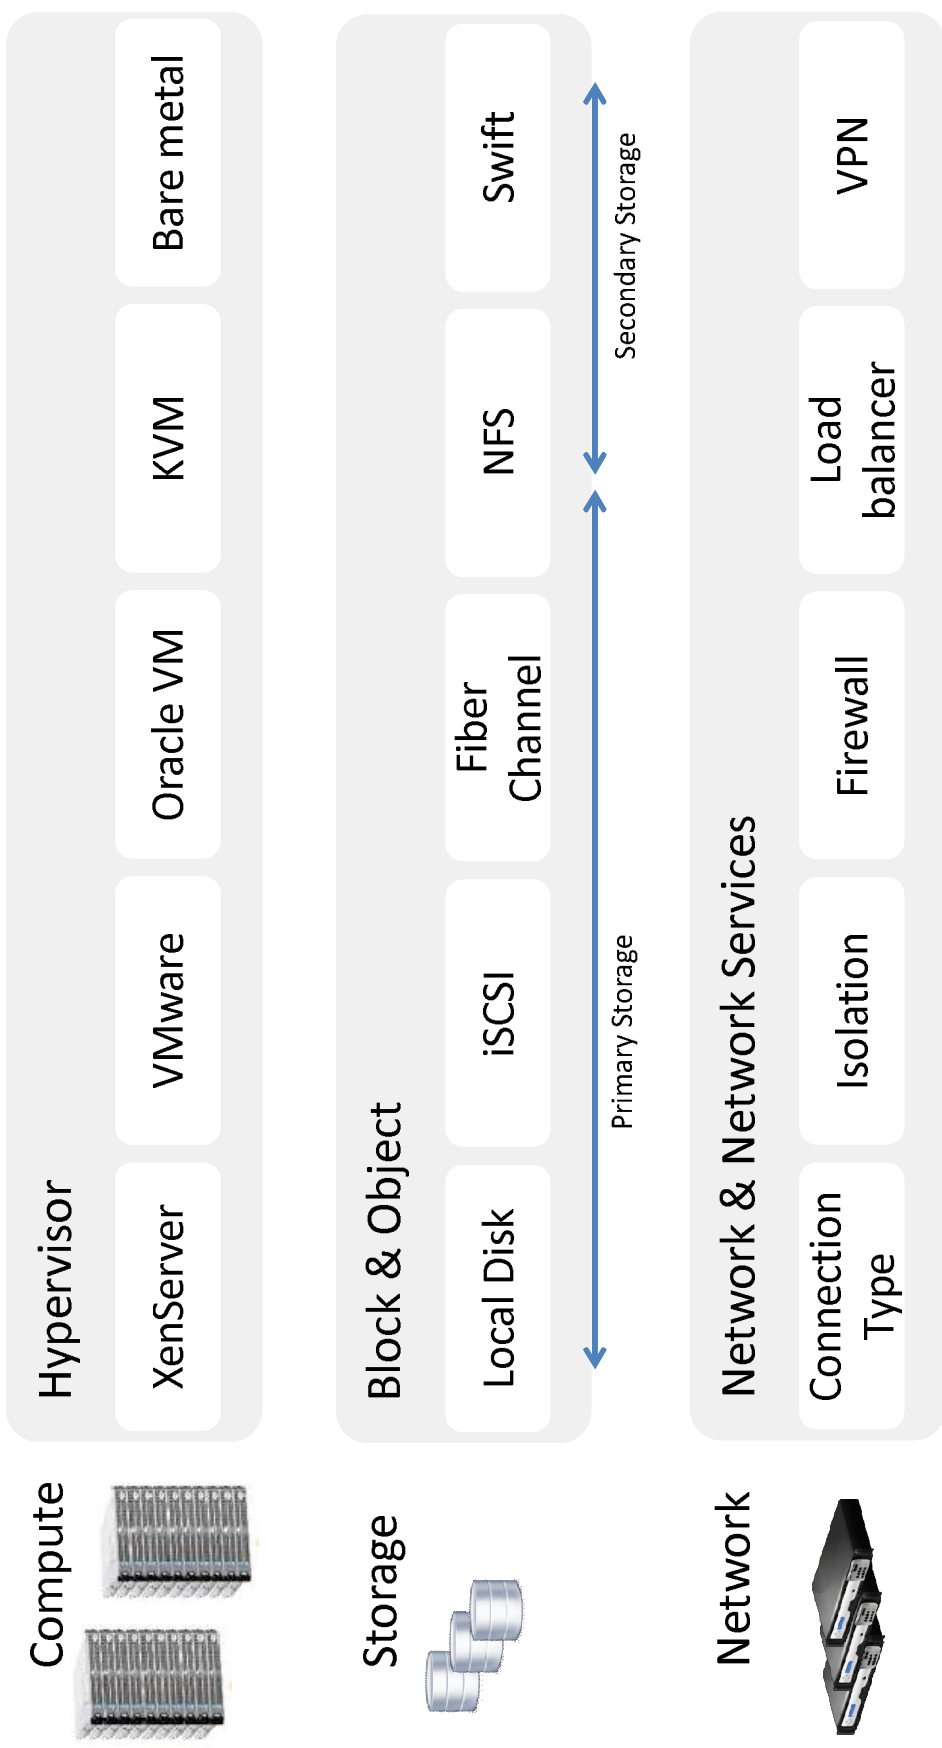 Compute
Hypervisor
XenServer
VMware
Oracle VM
KVM
Bare metal
Storage
Block & Object
Local Disk
iSCSI
Fiber
Channel
NFS
Swift
Primary Storage
Secondary Storage
Network
Network & Network Services
Connection
Type
Isolation
Firewall
Load
balancer
VPN